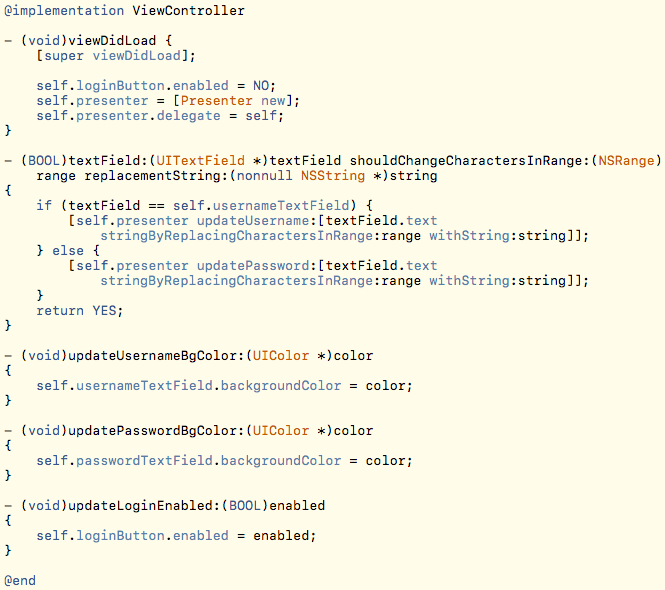 @implementation ViewController
- (void)viewDidLoad {
[super viewDidLoad];
self.loginButton.enabled = NO;
self.presenter = [Presenter new];
self.presenter.delegate = self;
}
- (BOOL)textField:(UITextField *)textField shouldChangeCharactersInRange:(NSRange)
range replacementString:(nonnull NSString *)string
{
if (textField == self.usernameTextField) {
[self.presenter updateUsername:[textField.text
stringByReplacingCharactersInRange:range withString:string]];
} else {
[self.presenter updatePassword:[textField.text
stringByReplacingCharactersInRange:range withString:string]];
}
return YES;
}
- (void)updateUsernameBgColor:(UIColor *)color
{
self.usernameTextField.backgroundColor = color;
}
- (void)updatePasswordBgColor:(UIColor *)color
{
self.passwordTextField.backgroundColor = color;
}
- (void)updateLoginEnabled:(BOOL)enabled
{
self.loginButton.enabled = enabled;
}
@end